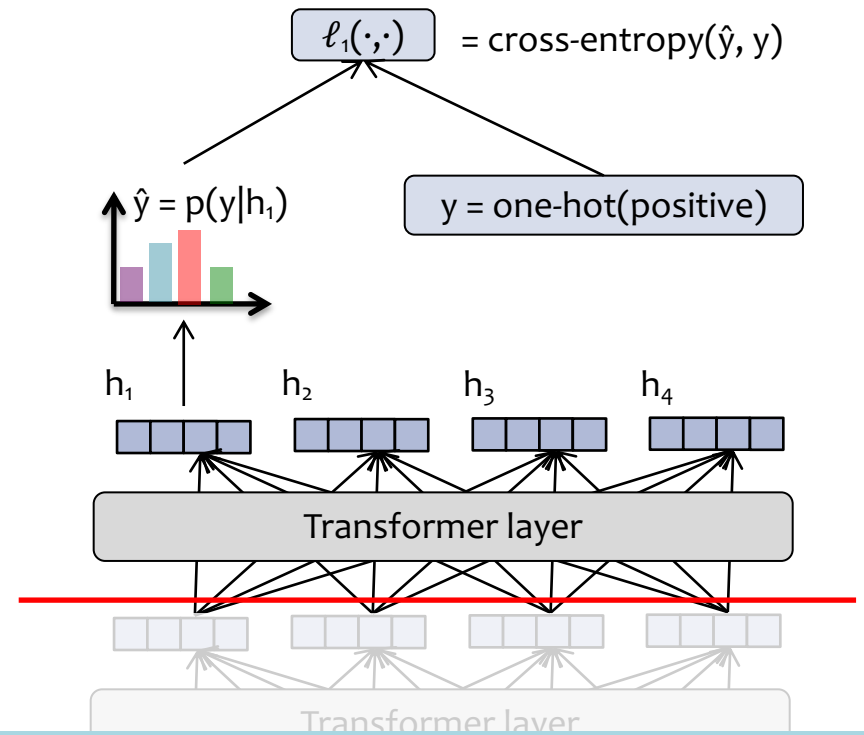 ℓ₁(·,·) = cross-entropy(ŷ, y)
ŷ = p(y|h₁)
y = one-hot(positive)
h₁ h₂ h₃ h₄
Transformer layer
Transformer layer